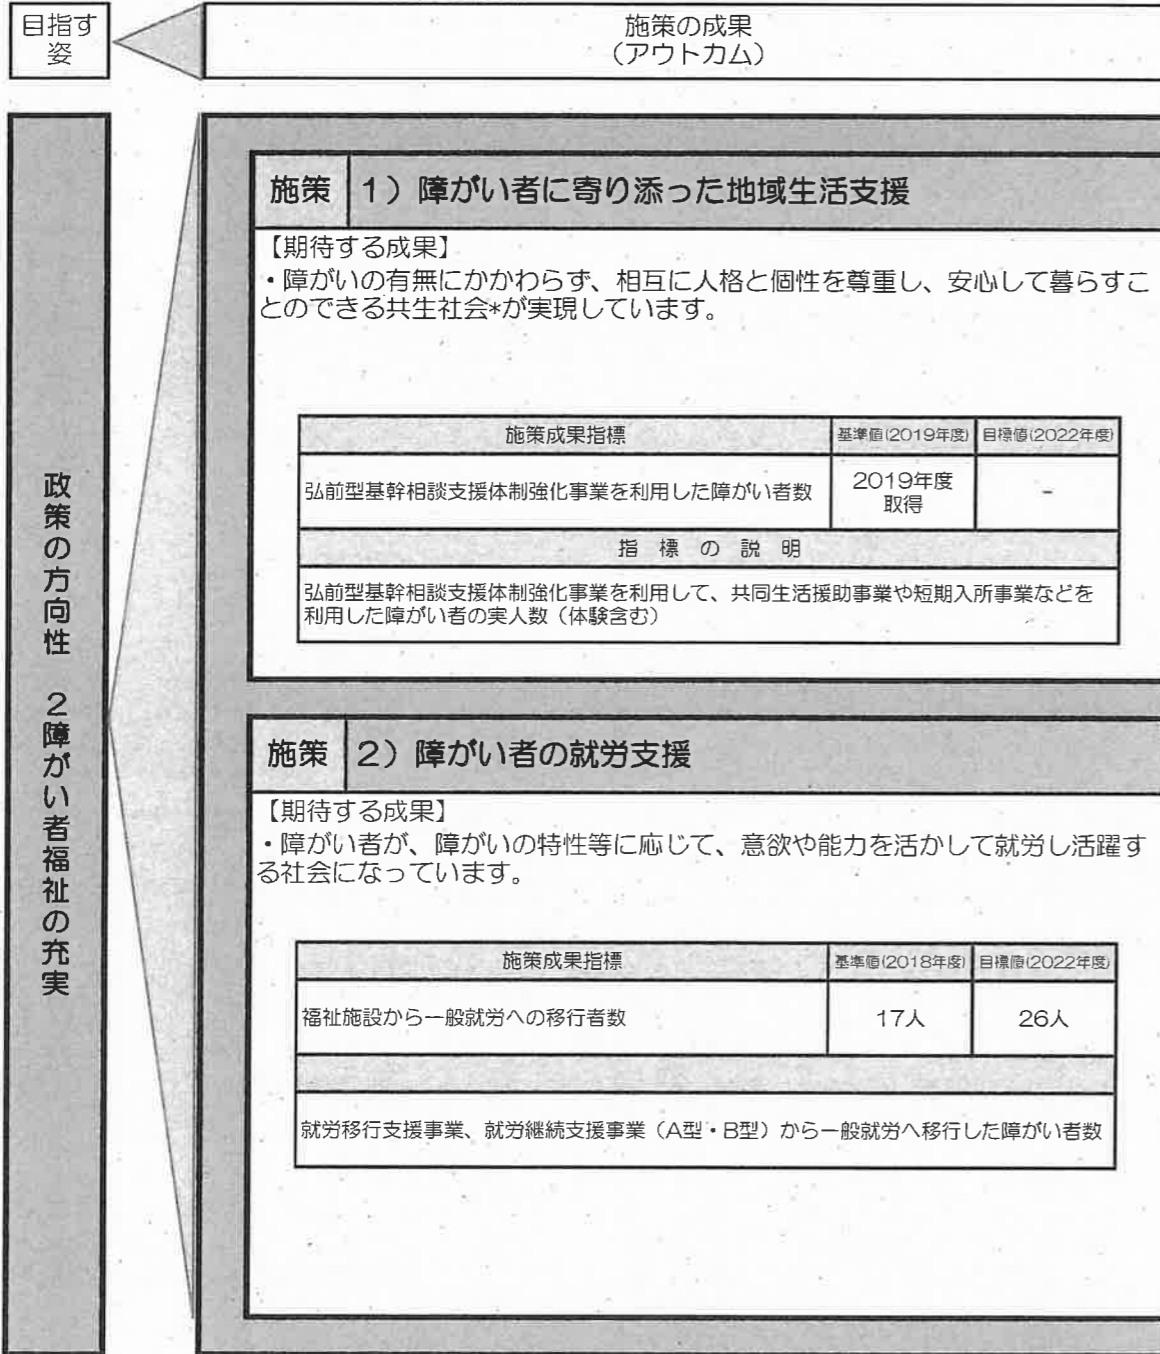 目指す
姿
施策の成果
（アウトカム）
政策の方向性　２障がい者福祉の充実
施策
１）障がい者に寄り添った地域生活支援
【期待する成果】
・障がいの有無にかかわらず、相互に人格と個性を尊重し、安心して暮らすこ
とのできる共生社会*が実現しています。
施策成果指標
基準値(2019年度)
目標値(2022年度)
弘前型基幹相談支援体制強化事業を利用した障がい者数
2019年度
取得
-
指　標　の　説　明
弘前型基幹相談支援体制強化事業を利用して、共同生活援助事業や短期入所事業などを
利用した障がい者の実人数（体験含む）
施策
２）障がい者の就労支援
【期待する成果】
・障がい者が、障がいの特性等に応じて、意欲や能力を活かして就労し活躍す
る社会になっています。
施策成果指標
基準値(2018年度)
目標値(2022年度)
福祉施設から一般就労への移行者数
17人
26人
就労移行支援事業、就労継続支援事業（A型・B型）から一般就労へ移行した障がい者数